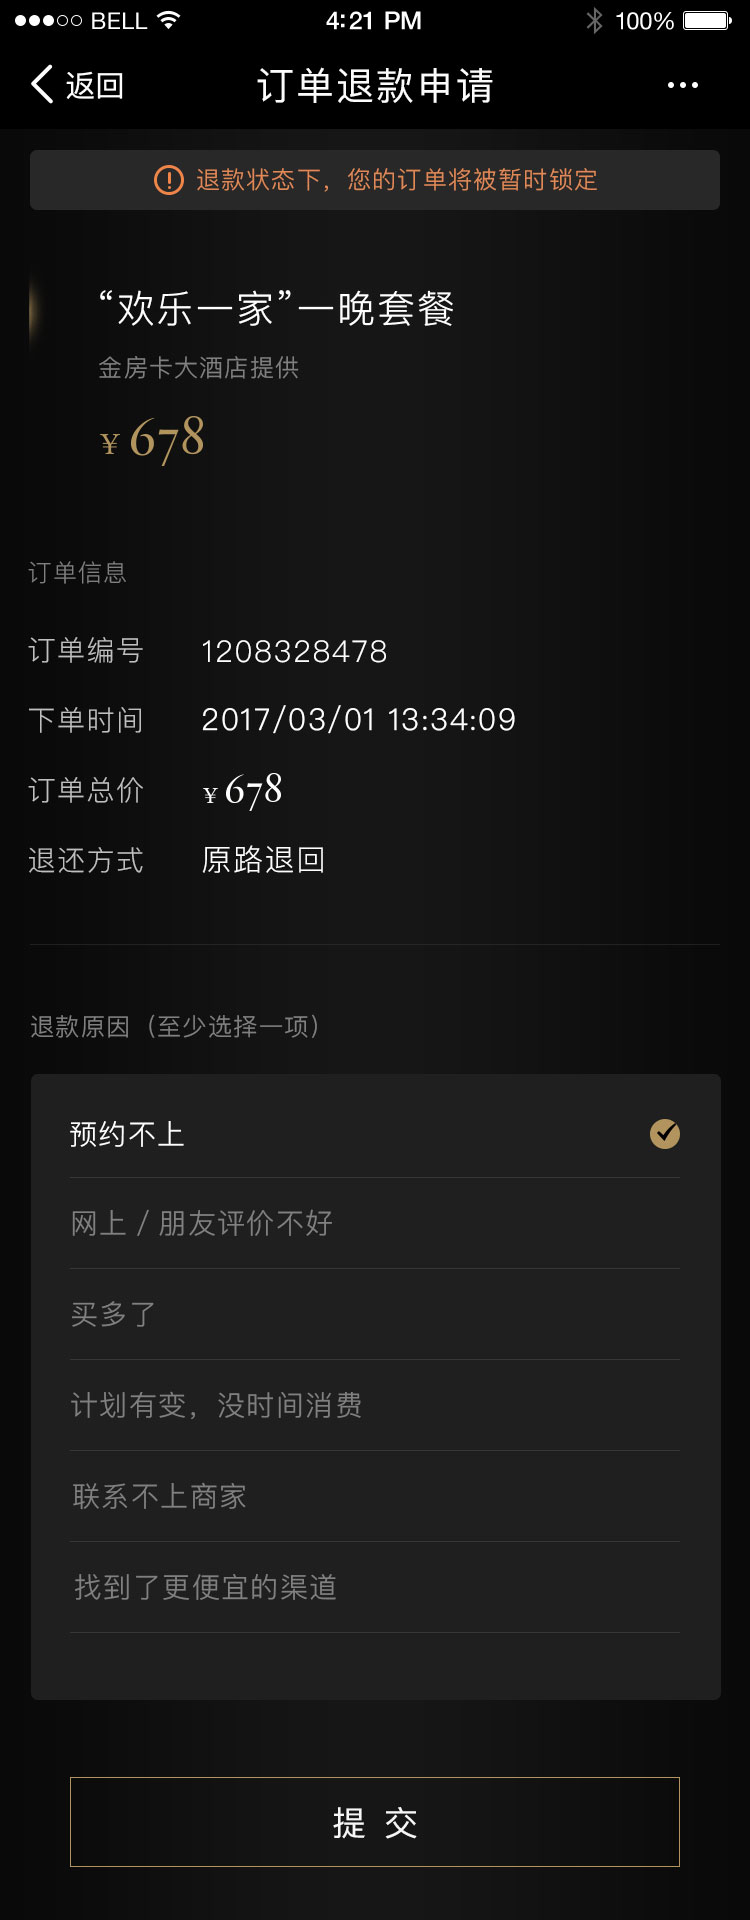 BELL 4:21 PM 100%
返回 订单退款申请
退款状态下，您的订单将被暂时锁定
“欢乐一家”一晚套餐
金房卡大酒店提供
¥ 678
订单信息
订单编号 1208328478
下单时间 2017/03/01 13:34:09
订单总价 ¥ 678
退还方式 原路退回
退款原因（至少选择一项）
预约不上
网上 / 朋友评价不好
买多了
计划有变，没时间消费
联系不上商家
找到了更便宜的渠道
提 交